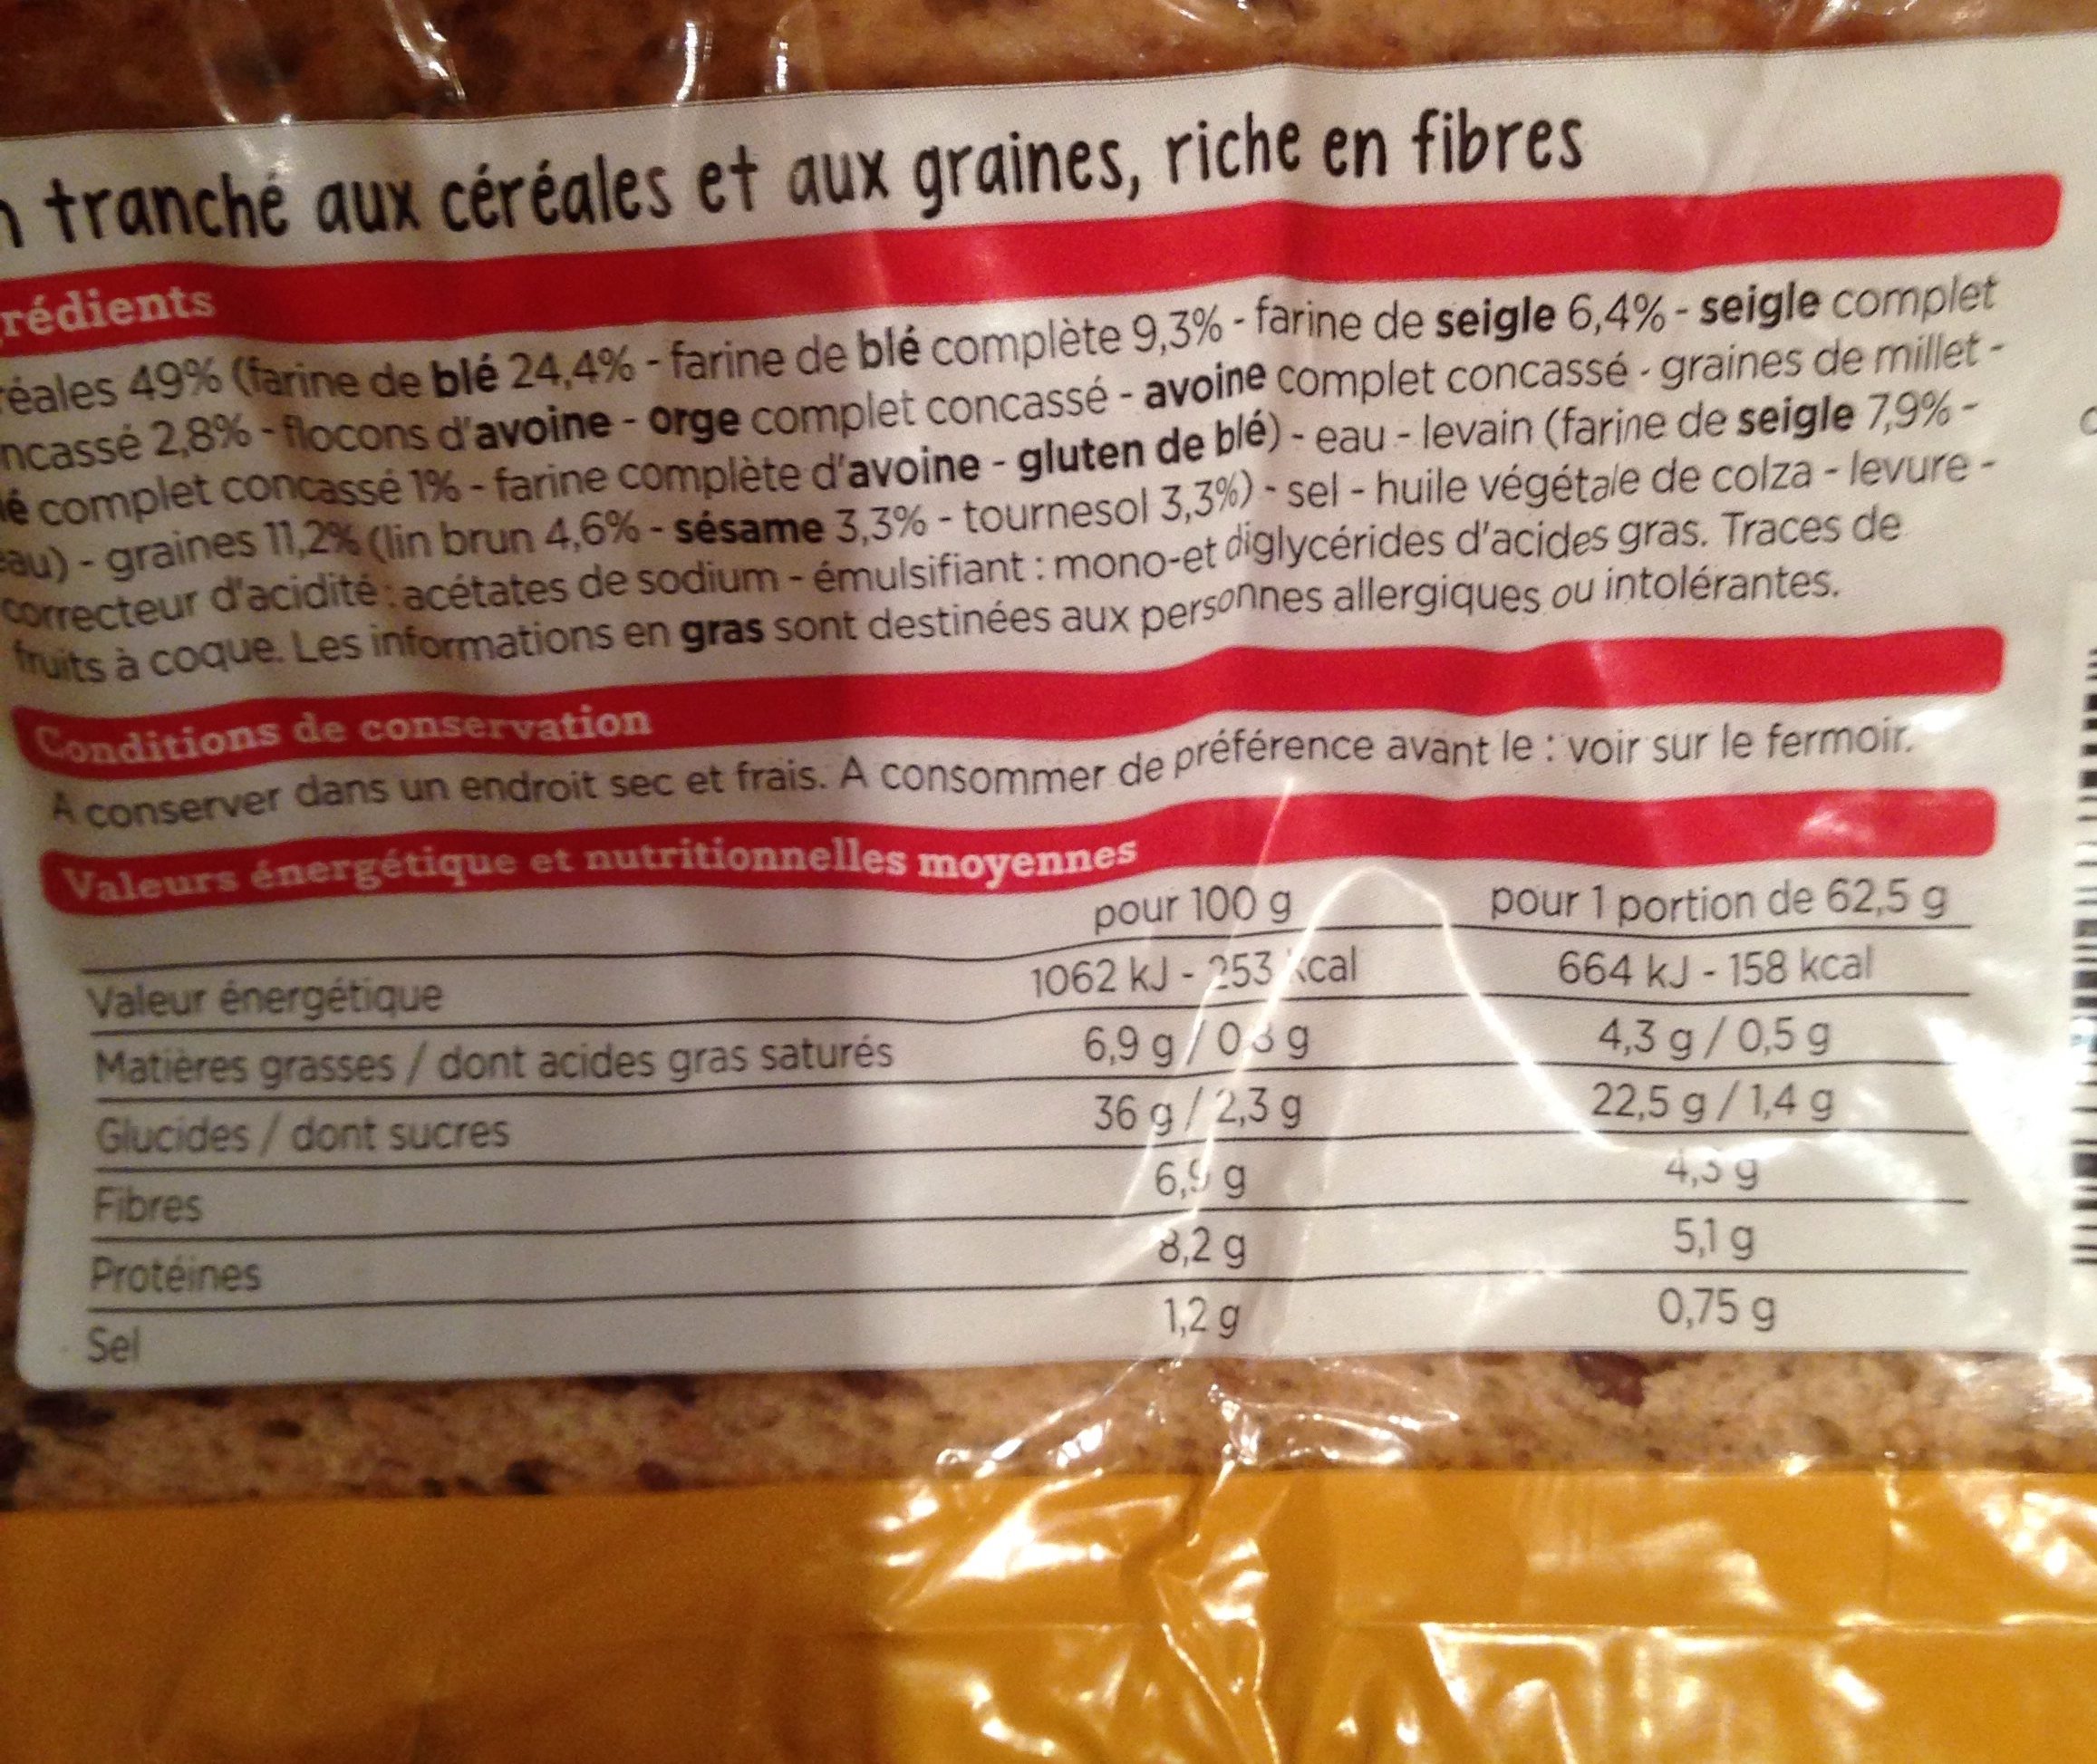 tranché aux céréales et aux graines, riche en fibres
rédients
éales 49% (farine de blé 24,4% - farine de blé complète 9,3% - farine de seigle 6,4% - seigle complet
ncassé 2,8% - flocons d'avoine - orge complet concassé - avoine complet concassé - graines de millet -
lé complet concassé 1% - farine complète d'avoine - gluten de blé) - eau - levain (farine de seigle 7,9% -
eau) - graines 11,2% (lin brun 4,6% - sésame 3,3% - tournesol 3,3%) - sel - huile végétale de colza - levure -
correcteur d'acidité : acétates de sodium - émulsifiant : mono-et diglycérides d'acides gras. Traces de
fruits à coque. Les informations en gras sont destinées aux personnes allergiques ou intolérantes.
Conditions de conservation
A conserver dans un endroit sec et frais. A consommer de préférence avant le : voir sur le fermoir.
Valeurs énergétique et nutritionnelles moyennes
pour 100 g pour 1 portion de 62,5 g
Valeur énergétique 1062 kJ - 253 kcal 664 kJ - 158 kcal
Matières grasses / dont acides gras saturés 6,9 g / g 4,3 g / 0,5 g
Glucides / dont sucres 36 g / 2,3 g 22,5 g / 1,4 g
Fibres 6,9 g 4,3 g
Protéines 8,2 g 5,1 g
Sel 1,2 g 0,75 g